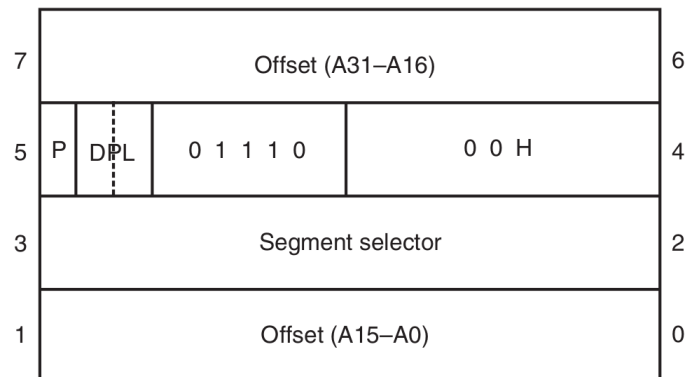 7 Offset (A31–A16) 6
5 P DPL 0 1 1 1 0 0 0 H 4
3 Segment selector 2
1 Offset (A15–A0) 0